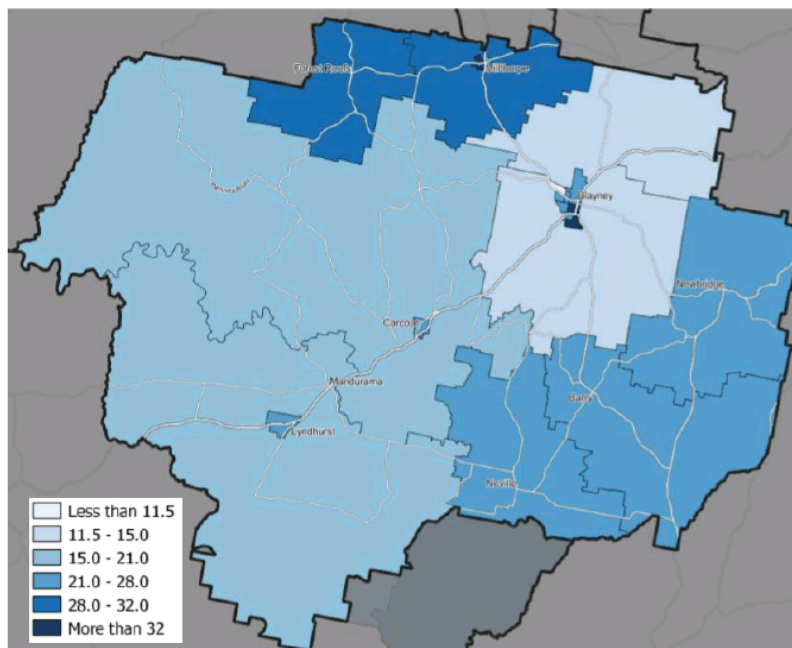 Forest Reefs
Millthorpe
Blayney
Newbridge
Carcoar
Mandurama
Barry
Lyndhurst
Neville
Less than 11.5
11.5 - 15.0
15.0 - 21.0
21.0 - 28.0
28.0 - 32.0
More than 32